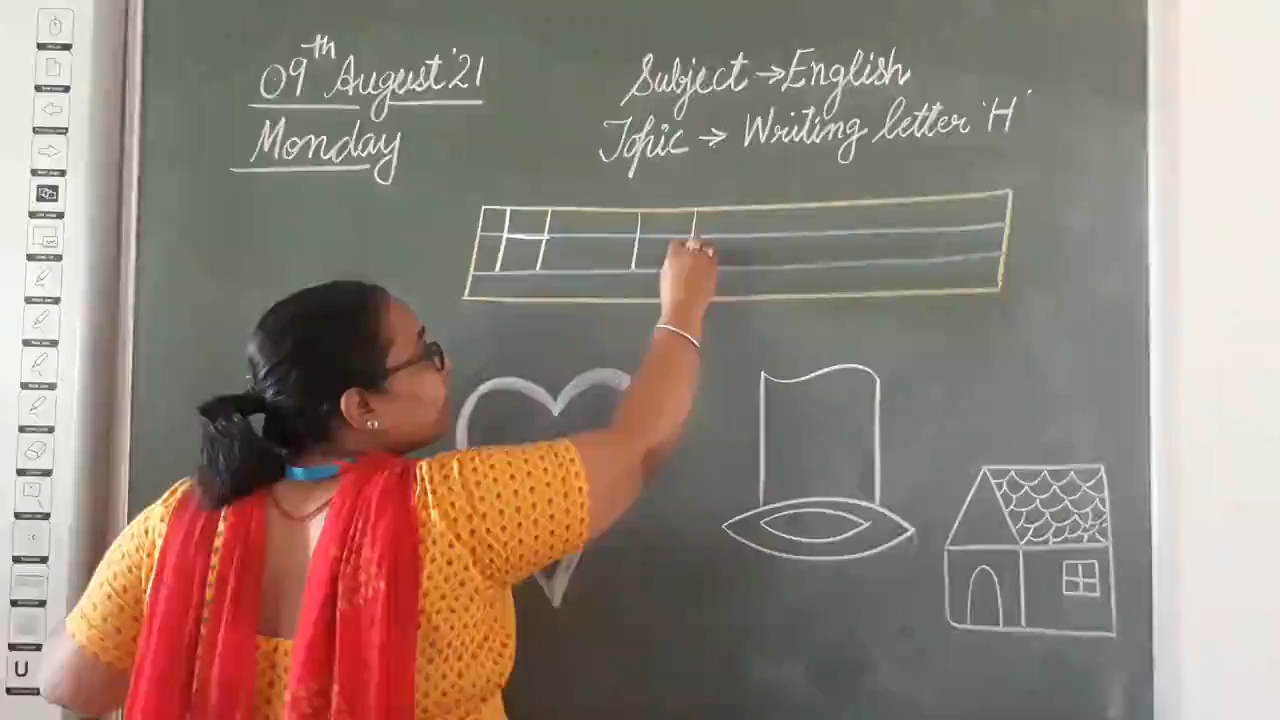 09th August '21
Monday
Subject → English
Topic → Writing letter 'H'
H
U